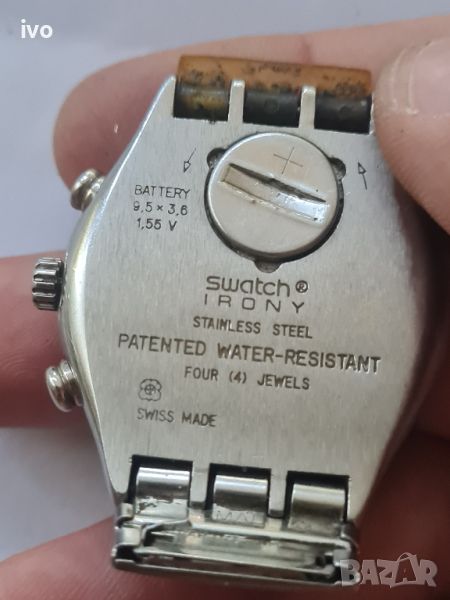 ivo
+
BATTERY
9,5 × 3,6
1,55 V
swatch®
IRONY
STAINLESS STEEL
PATENTED WATER-RESISTANT
FOUR (4) JEWELS
SWISS MADE
BAZAR